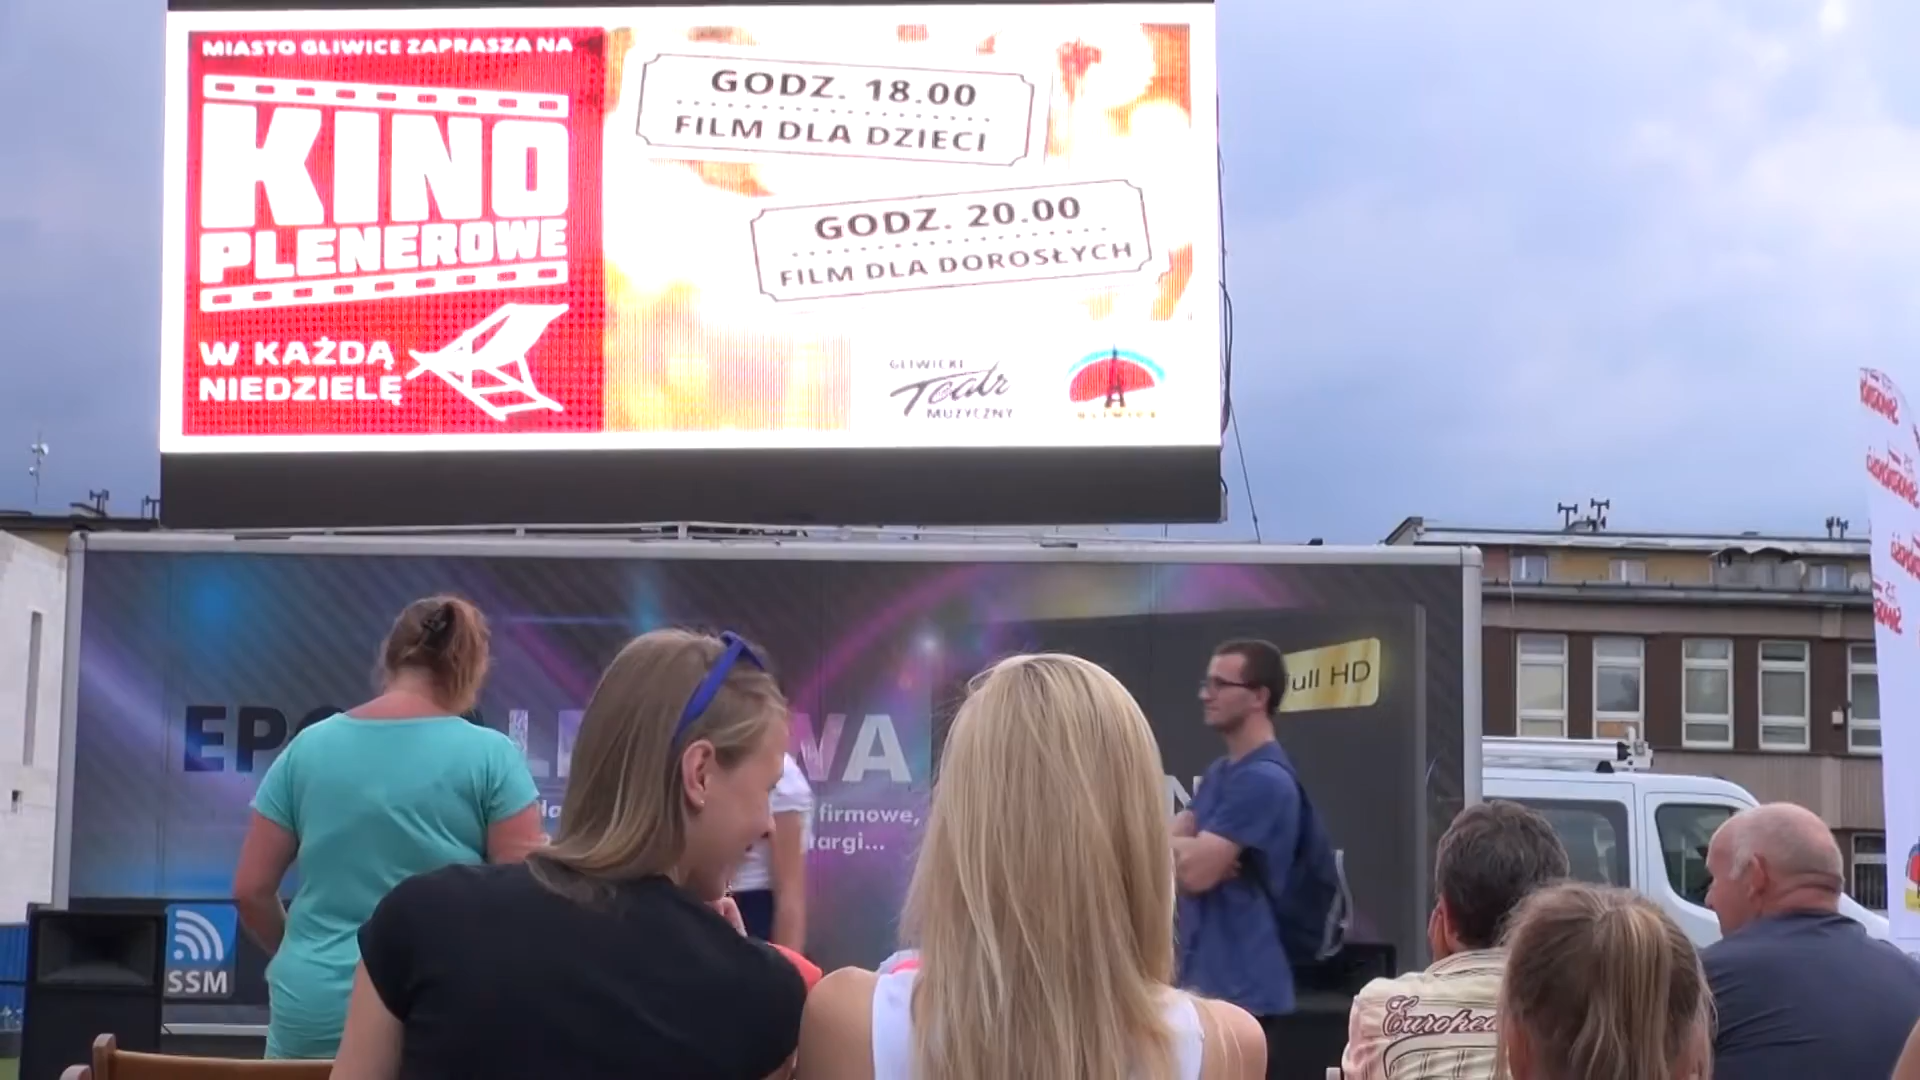 MIASTO GLIWICE ZAPRASZA NA
KINO
PLENEROWE
W KAŻDĄ
NIEDZIELĘ
GODZ. 18.00
FILM DLA DZIECI
GODZ. 20.00
FILM DLA DOROSŁYCH
GLIWICKI
Teatr
MUZYCZNY
GLIWICE
Full HD
firmowe,
targi...
SSM